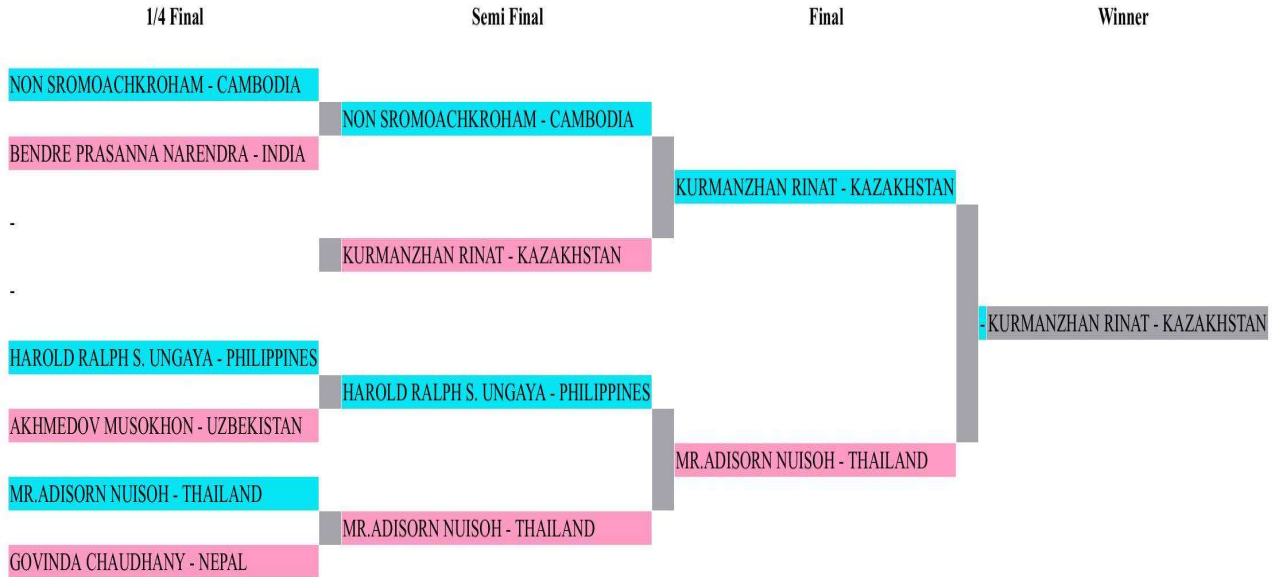 1/4 Final Semi Final Final Winner
NON SROMOACHKROHAM - CAMBODIA
NON SROMOACHKROHAM - CAMBODIA
BENDRE PRASANNA NARENDRA - INDIA
KURMANZHAN RINAT - KAZAKHSTAN
-
KURMANZHAN RINAT - KAZAKHSTAN
-
- KURMANZHAN RINAT - KAZAKHSTAN
HAROLD RALPH S. UNGAYA - PHILIPPINES
HAROLD RALPH S. UNGAYA - PHILIPPINES
AKHMEDOV MUSOKHON - UZBEKISTAN
MR.ADISORN NUISOH - THAILAND
MR.ADISORN NUISOH - THAILAND
MR.ADISORN NUISOH - THAILAND
GOVINDA CHAUDHANY - NEPAL